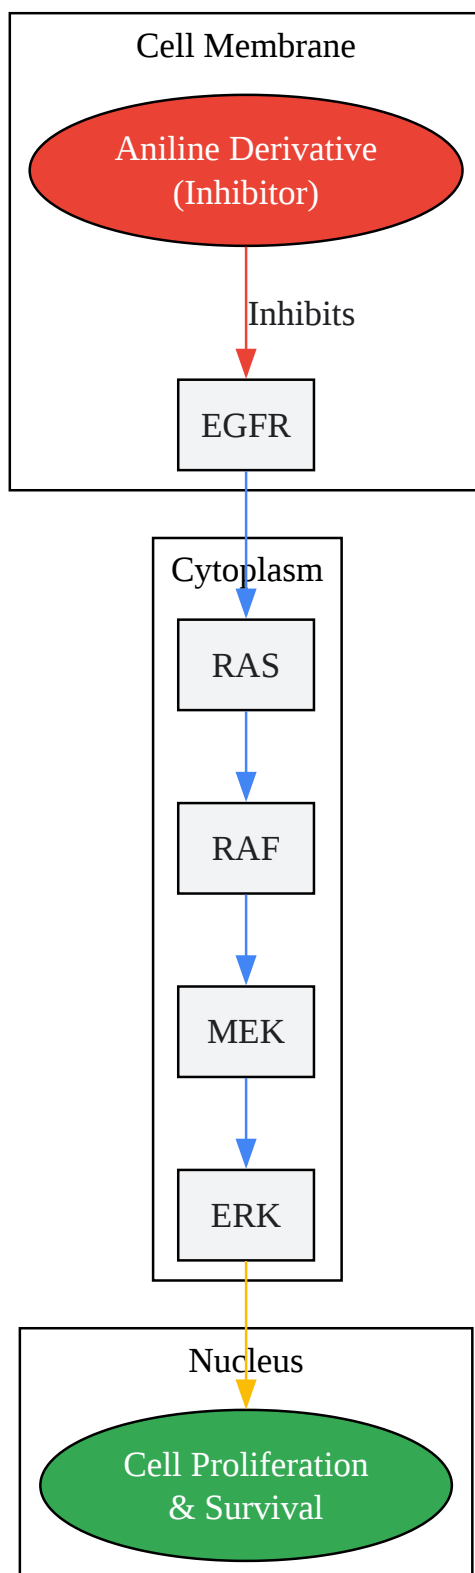 Cell Membrane
Aniline Derivative
(Inhibitor)
Inhibits
EGFR
Cytoplasm
RAS
RAF
MEK
ERK
Nucleus
Cell Proliferation
& Survival